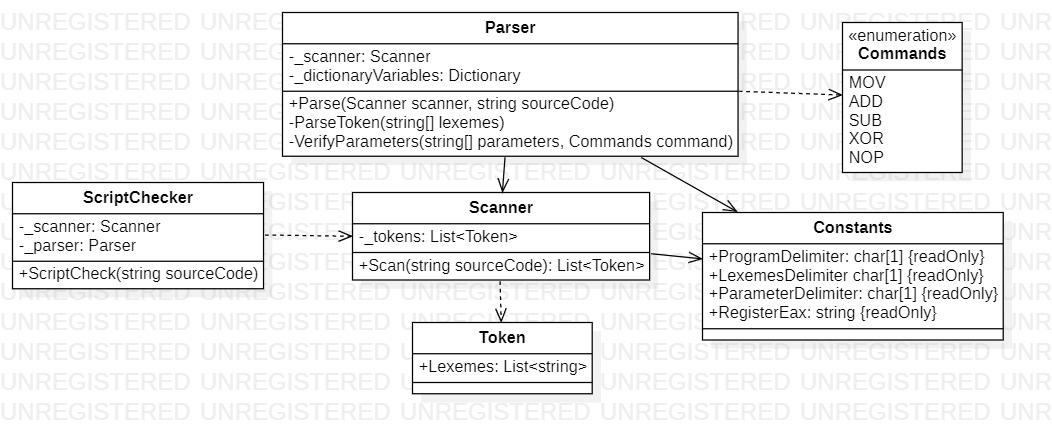 UNREGISTERED UNREGISTERED UNREGISTERED UNREGISTERED UNREGISTERED UNR
Parser
-_scanner: Scanner
-_dictionaryVariables: Dictionary
+Parse(Scanner scanner, string sourceCode)
-ParseToken(string[] lexemes)
-VerifyParameters(string[] parameters, Commands command)
«enumeration»
Commands
MOV
ADD
SUB
XOR
NOP
ScriptChecker
-_scanner: Scanner
-_parser: Parser
+ScriptCheck(string sourceCode)
Scanner
-_tokens: List<Token>
+Scan(string sourceCode): List<Token>
Constants
+ProgramDelimiter: char[1] {readOnly}
+LexemesDelimiter char[1] {readOnly}
+ParameterDelimiter: char[1] {readOnly}
+RegisterEax: string {readOnly}
Token
+Lexemes: List<string>